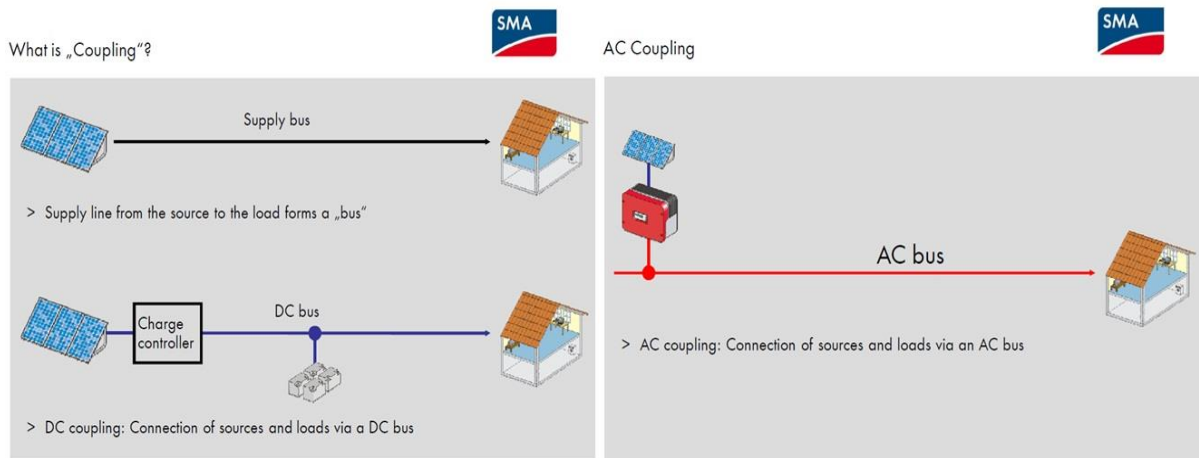 SMA
What is „Coupling“?
Supply bus
> Supply line from the source to the load forms a „bus“
DC bus
Charge
controller
> DC coupling: Connection of sources and loads via a DC bus
SMA
AC Coupling
AC bus
> AC coupling: Connection of sources and loads via an AC bus